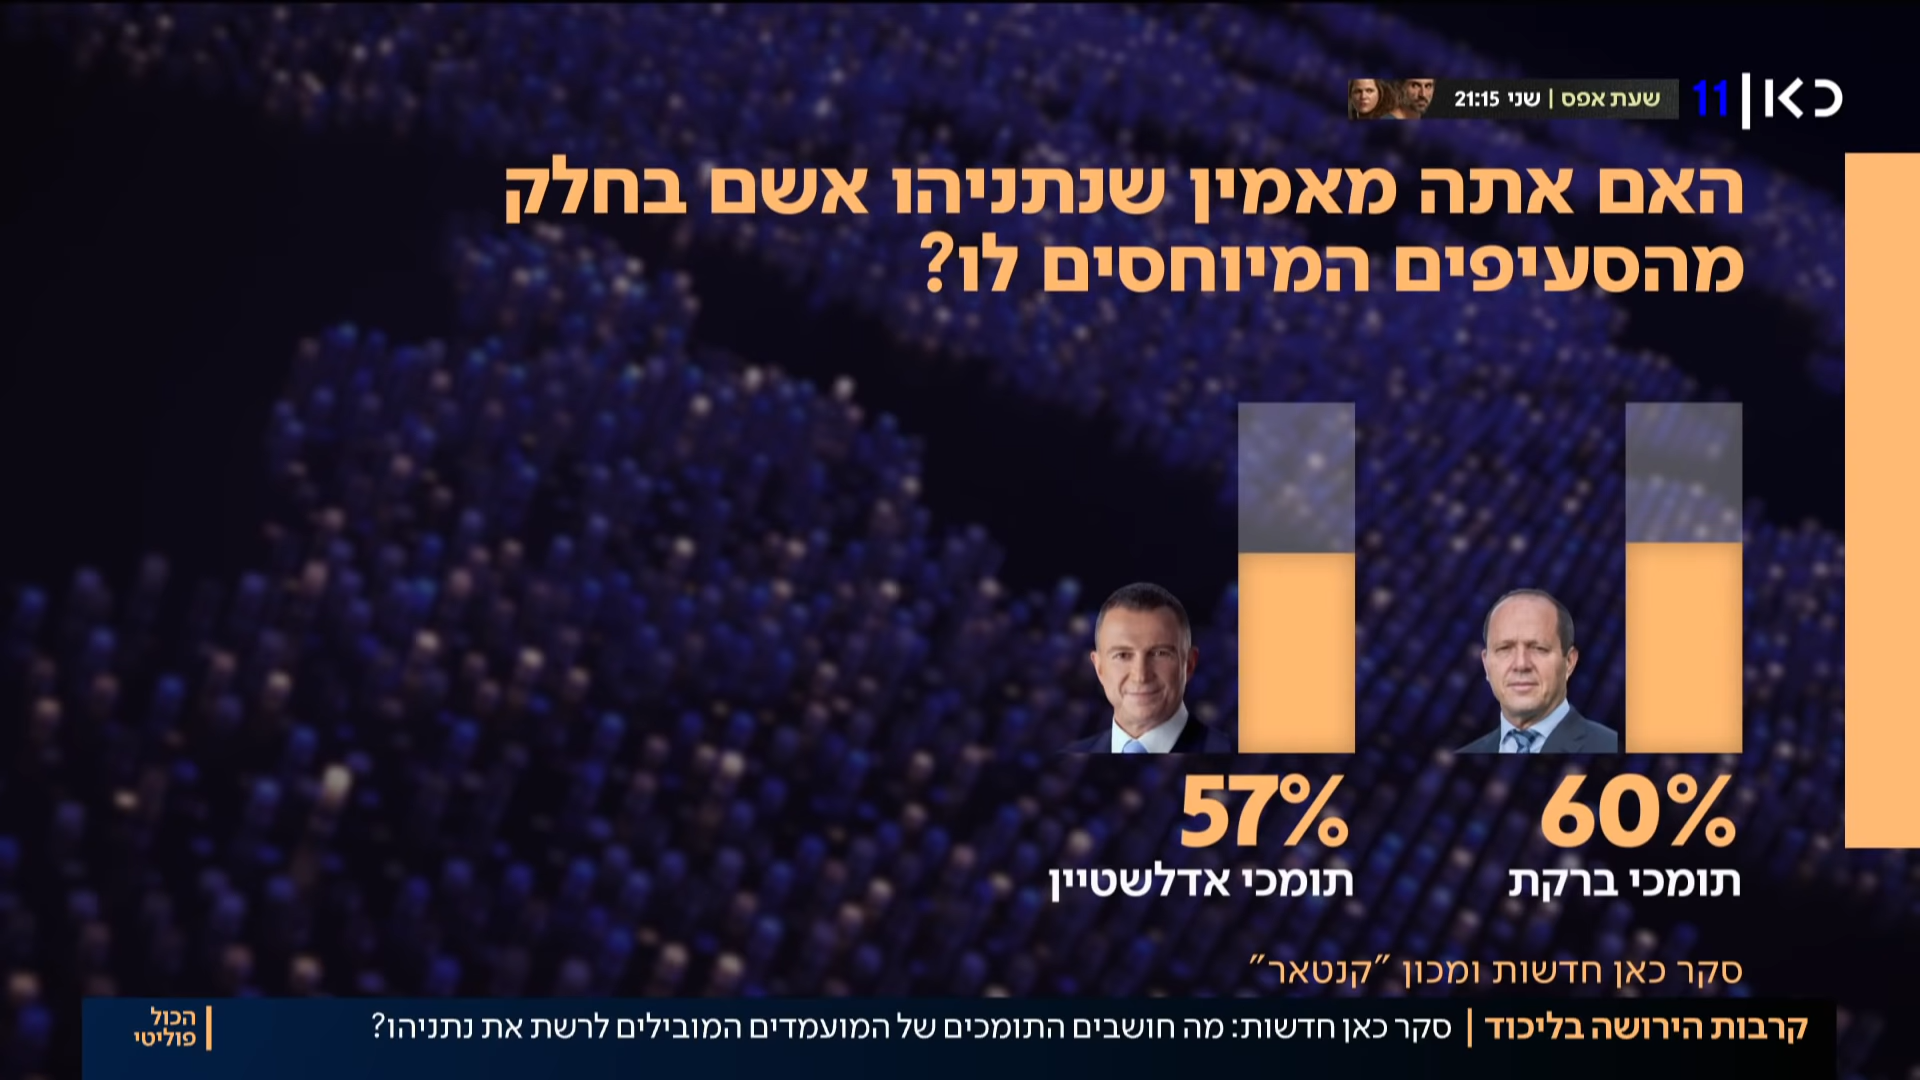 כאן 11
שעת אפס | שני 21:15
האם אתה מאמין שנתניהו אשם בחלק
מהסעיפים המיוחסים לו?
60%
תומכי ברקת
57%
תומכי אדלשטיין
סקר כאן חדשות ומכון "קנטאר"
קרבות הירושה בליכוד | סקר כאן חדשות: מה חושבים התומכים של המועמדים המובילים לרשת את נתניהו?
הכול
פוליטי